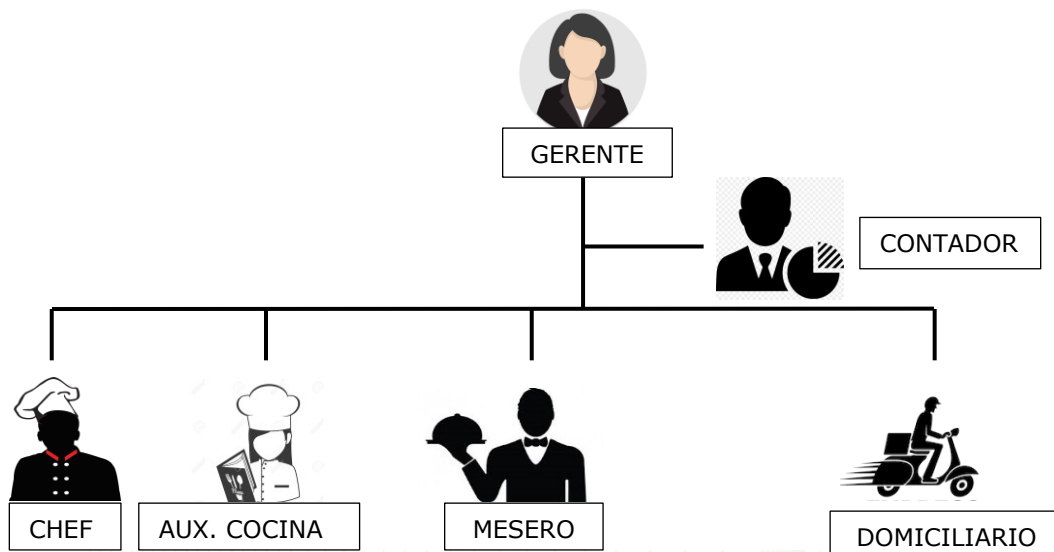 GERENTE
CONTADOR
CHEF
AUX. COCINA
MESERO
DOMICILIARIO